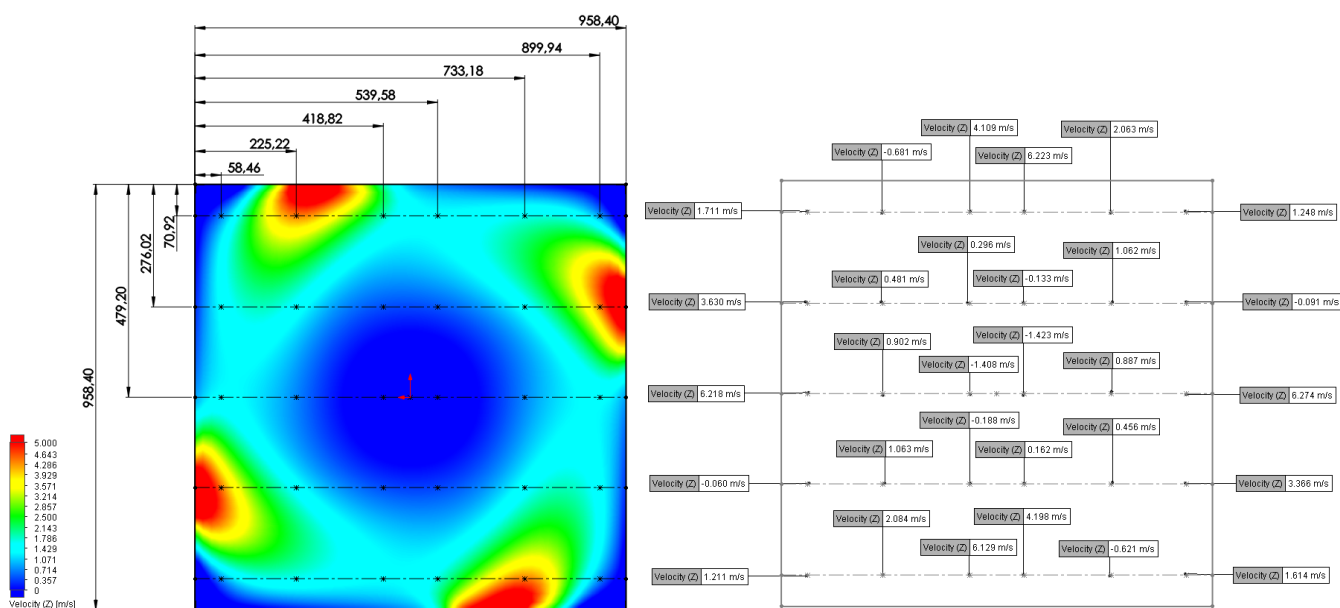 958,40
899,94
733,18
539,58
418,82
225,22
58,46
70,92
276,02
479,20
958,40
5.000
4.643
4.286
3.929
3.571
3.214
2.857
2.500
2.143
1.786
1.429
1.071
0.714
0.357
0
Velocity (Z) [m/s]
Velocity (Z) 4.109 m/s
Velocity (Z) 2.063 m/s
Velocity (Z) -0.681 m/s
Velocity (Z) 6.223 m/s
Velocity (Z) 1.711 m/s
Velocity (Z) 1.248 m/s
Velocity (Z) 0.296 m/s
Velocity (Z) 1.062 m/s
Velocity (Z) 0.481 m/s
Velocity (Z) -0.133 m/s
Velocity (Z) 3.630 m/s
Velocity (Z) -0.091 m/s
Velocity (Z) -1.423 m/s
Velocity (Z) 0.902 m/s
Velocity (Z) -1.408 m/s
Velocity (Z) 0.887 m/s
Velocity (Z) 6.218 m/s
Velocity (Z) 6.274 m/s
Velocity (Z) -0.188 m/s
Velocity (Z) 0.456 m/s
Velocity (Z) 1.063 m/s
Velocity (Z) 0.162 m/s
Velocity (Z) -0.060 m/s
Velocity (Z) 3.366 m/s
Velocity (Z) 2.084 m/s
Velocity (Z) 4.198 m/s
Velocity (Z) 6.129 m/s
Velocity (Z) -0.621 m/s
Velocity (Z) 1.211 m/s
Velocity (Z) 1.614 m/s